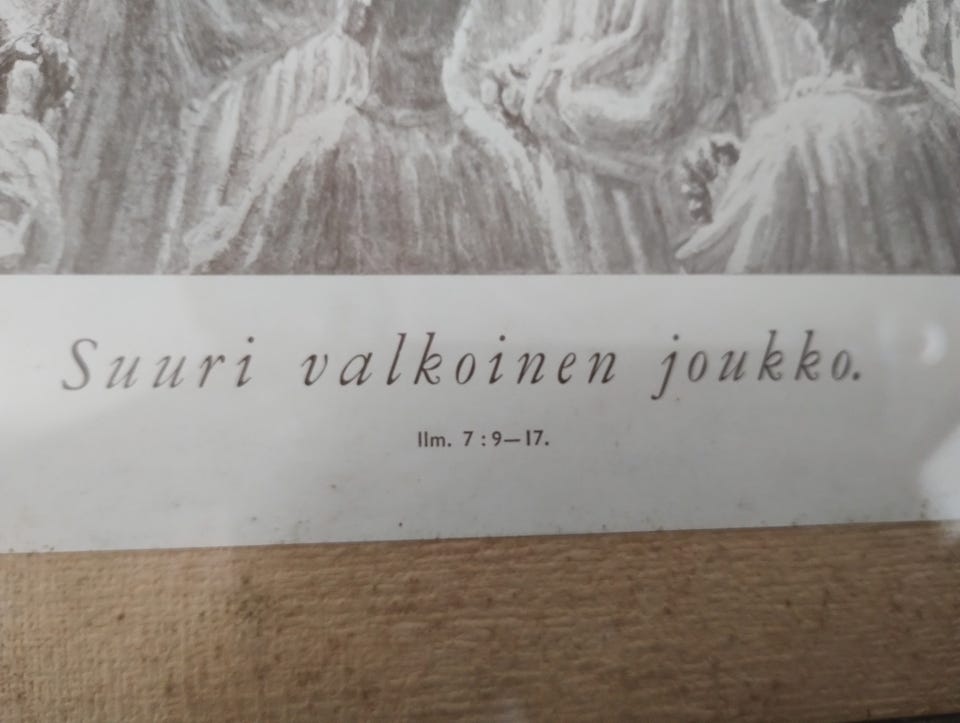 Suuri valkoinen joukko.
Ilm. 7 : 9—17.